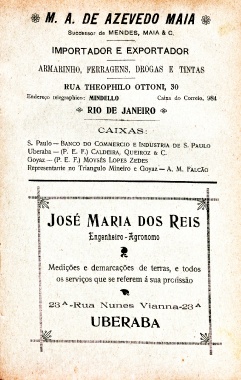 M. A. DE AZEVEDO MAIA
Successor de MENDES, MAIA & C.
IMPORTADOR E EXPORTADOR
ARMARINHO, FERRAGENS, DROGAS E TINTAS
RUA THEOPHILO OTTONI, 30
Endereço telegraphico: MINDELLO Caixa do Correio, 984
RIO DE JANEIRO
CAIXAS:
S. Paulo — BANCO DO COMMERCIO E INDUSTRIA DE S. PAULO
Uberaba — (P. E. F.) CALDEIRA, QUEIROZ & C.
Goyaz — (P. E. F.) MOYSÉS LOPES ZEDES
Representante no Triangulo Mineiro e Goyaz — A. M. FALCÃO
JOSÉ MARIA DOS REIS
Engenheiro-Agronomo
Medições e demarcações de terras, e todos
os serviços que se referem á sua profissão
23A-Rua Nunes Vianna-23A
UBERABA